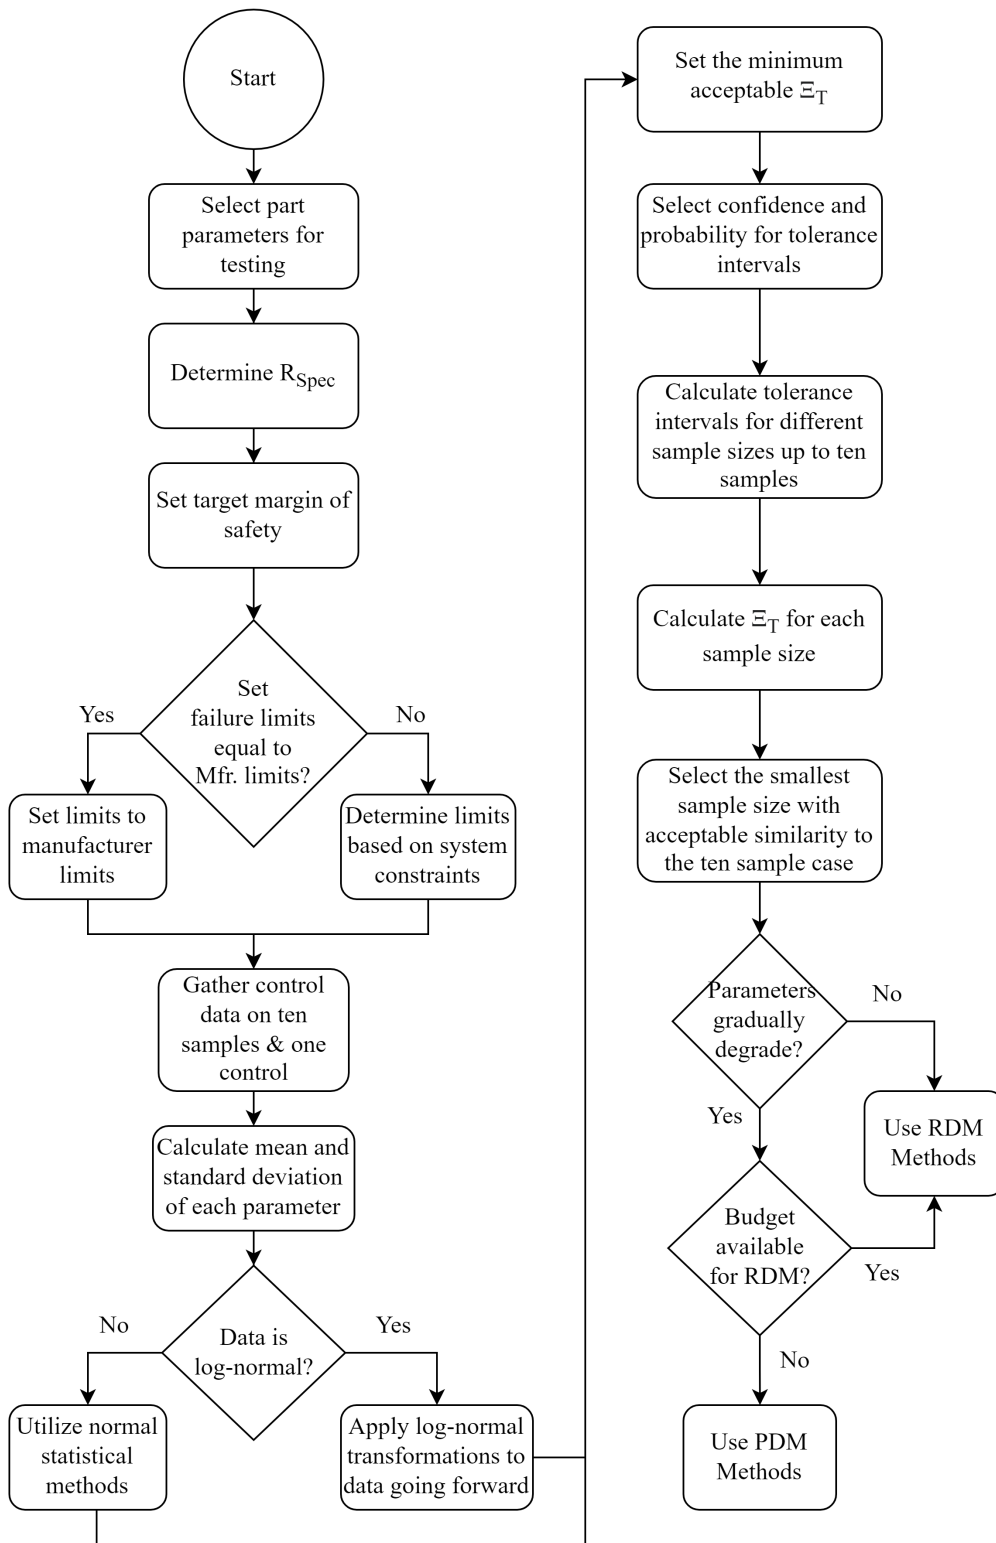 Start
Select part
parameters for
testing
Determine R_Spec
Set target margin of
safety
Set
failure limits
equal to
Mfr. limits?
Yes
No
Set limits to
manufacturer
limits
Determine limits
based on system
constraints
Gather control
data on ten
samples & one
control
Calculate mean and
standard deviation
of each parameter
Data is
log-normal?
No
Yes
Utilize normal
statistical
methods
Apply log-normal
transformations to
data going forward
Set the minimum
acceptable Ξ_T
Select confidence and
probability for tolerance
intervals
Calculate tolerance
intervals for different
sample sizes up to ten
samples
Calculate Ξ_T for each
sample size
Select the smallest
sample size with
acceptable similarity to
the ten sample case
Parameters
gradually
degrade?
No
Yes
Use RDM
Methods
Budget
available
for RDM?
Yes
No
Use PDM
Methods